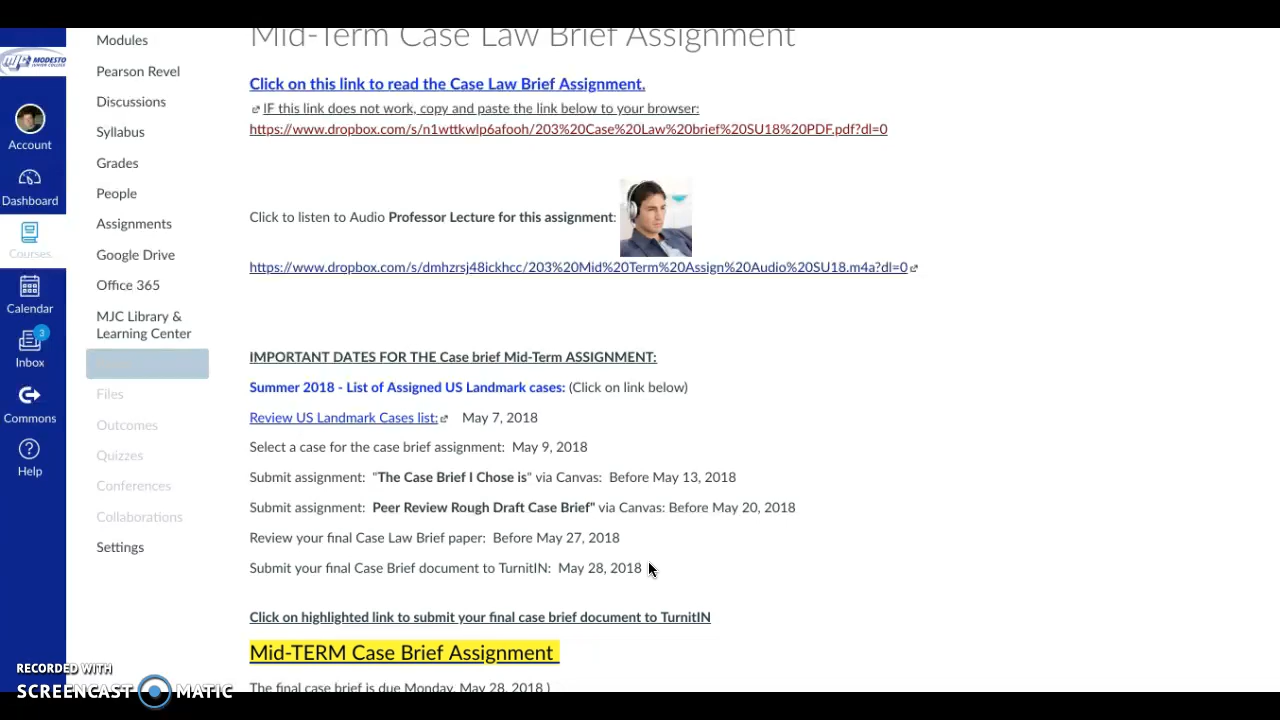 Mid-Term Case Law Brief Assignment
Modules
Pearson Revel
Discussions
Syllabus
Grades
People
Assignments
Google Drive
Office 365
MJC Library &
Learning Center
Files
Outcomes
Quizzes
Conferences
Collaborations
Settings
MJC MODESTO
JUNIOR COLLEGE
Account
Dashboard
Courses
Calendar
3
Inbox
Commons
Help
Click on this link to read the Case Law Brief Assignment.
IF this link does not work, copy and paste the link below to your browser:
https://www.dropbox.com/s/n1wttkwlp6afooh/203%20Case%20Law%20brief%20SU18%20PDF.pdf?dl=0
Click to listen to Audio Professor Lecture for this assignment:
https://www.dropbox.com/s/dmhzrsj48ickhcc/203%20Mid%20Term%20Assign%20Audio%20SU18.m4a?dl=0
IMPORTANT DATES FOR THE Case brief Mid-Term ASSIGNMENT:
Summer 2018 - List of Assigned US Landmark cases: (Click on link below)
Review US Landmark Cases list: May 7, 2018
Select a case for the case brief assignment: May 9, 2018
Submit assignment: "The Case Brief I Chose is" via Canvas: Before May 13, 2018
Submit assignment: Peer Review Rough Draft Case Brief" via Canvas: Before May 20, 2018
Review your final Case Law Brief paper: Before May 27, 2018
Submit your final Case Brief document to TurnitIN: May 28, 2018
Click on highlighted link to submit your final case brief document to TurnitIN
Mid-TERM Case Brief Assignment
The final case brief is due Monday, May 28, 2018 )
RECORDED WITH
SCREENCAST MATIC